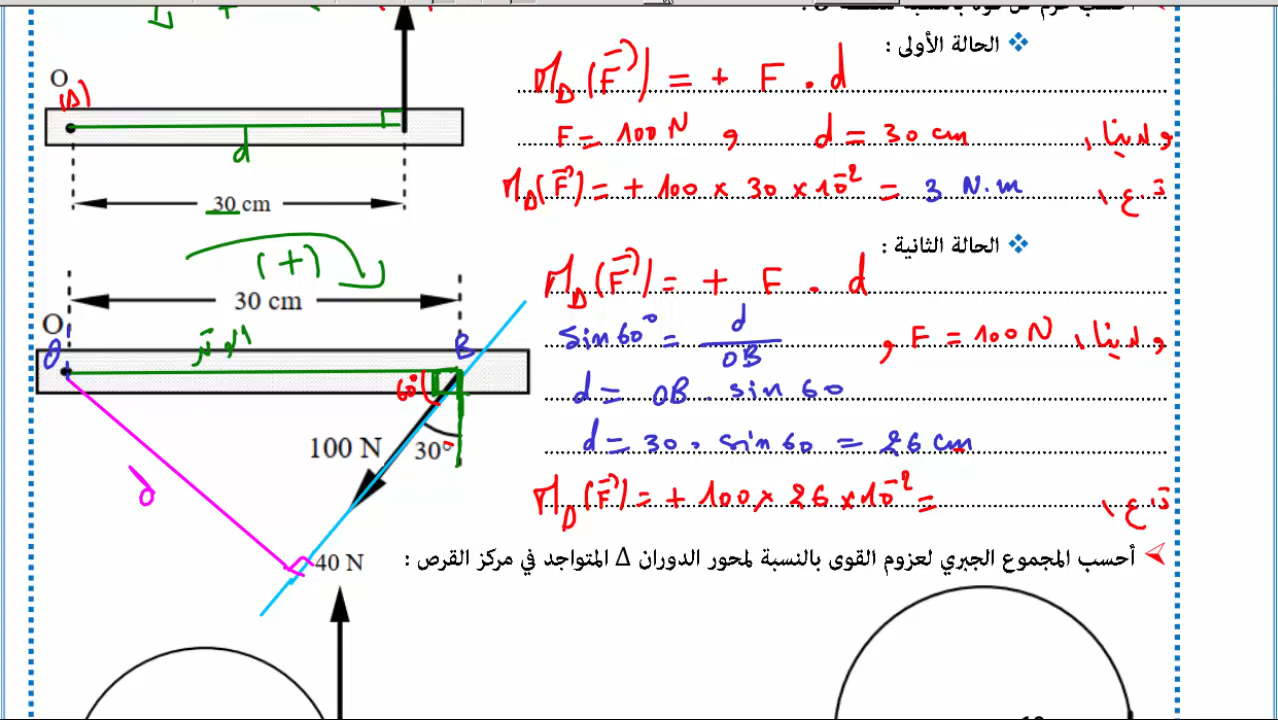 الحالة الأولى :
O
(Δ)
M_Δ(F⃗) = + F . d
d
F = 100 N و d = 30 cm ولدينا،
30 cm
M_Δ(F⃗) = + 100 × 30 × 10⁻² = 3 N.m ت.ع،
الحالة الثانية :
(+)
30 cm
M_Δ(F⃗) = + F . d
O
الوتر
B
ولدينا، F = 100 N ، sin 60° = d / OB
d = OB . sin 60
60°
100 N
30°
d = 30 . sin 60 = 26 cm
d
M_Δ(F⃗) = + 100 × 26 × 10⁻² = ت.ع،
أحسب المجموع الجبري لعزوم القوى بالنسبة لمحور الدوران Δ المتواجد في مركز القرص :
40 N